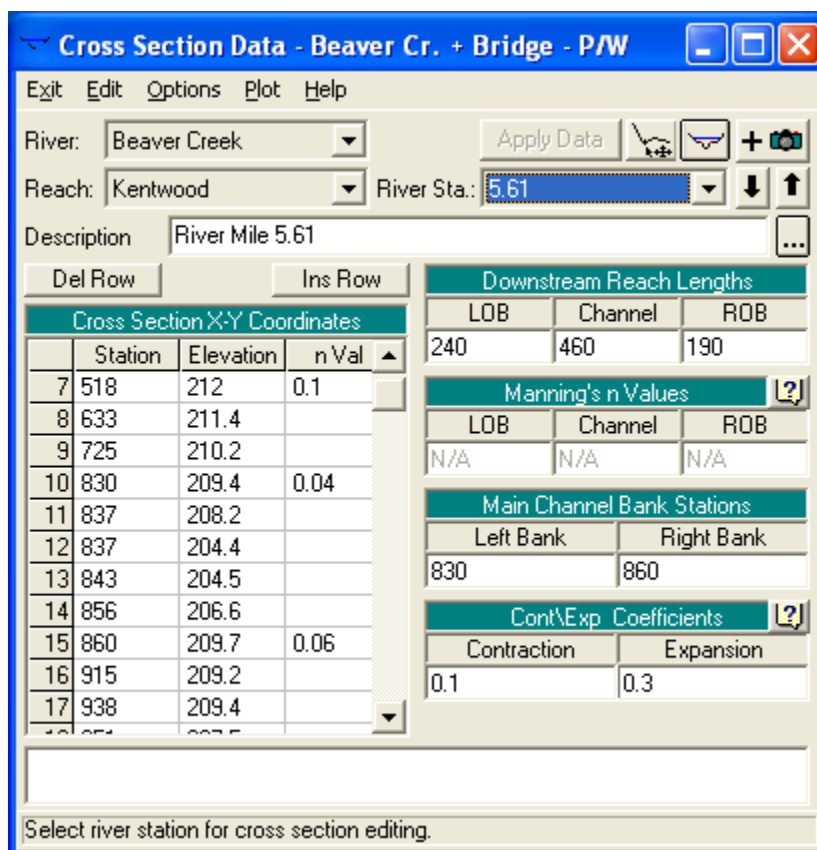 Cross Section Data - Beaver Cr. + Bridge - P/W
Exit Edit Options Plot Help
River: Beaver Creek Apply Data
Reach: Kentwood River Sta.: 5.61
Description River Mile 5.61 ...
Del Row Ins Row
Cross Section X-Y Coordinates
Station Elevation n Val
7 518 212 0.1
8 633 211.4
9 725 210.2
10 830 209.4 0.04
11 837 208.2
12 837 204.4
13 843 204.5
14 856 206.6
15 860 209.7 0.06
16 915 209.2
17 938 209.4
Downstream Reach Lengths
LOB Channel ROB
240 460 190
Manning's n Values
LOB Channel ROB
N/A N/A N/A
Main Channel Bank Stations
Left Bank Right Bank
830 860
Cont\Exp Coefficients
Contraction Expansion
0.1 0.3
Select river station for cross section editing.